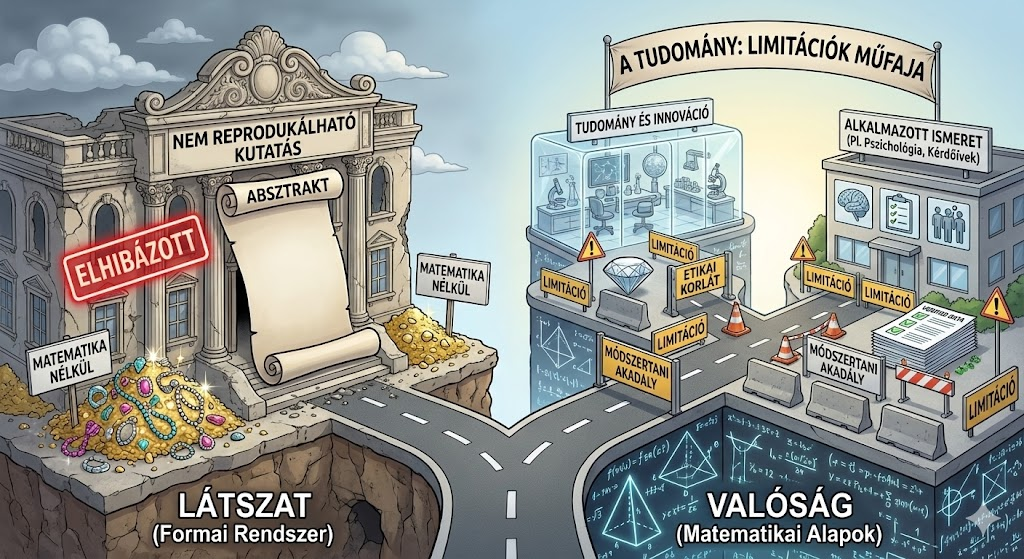 NEM REPRODUKÁLHATÓ
KUTATÁS
ABSZTRAKT
ELHIBÁZOTT
MATEMATIKA
NÉLKÜL
MATEMATIKA
NÉLKÜL
LÁTSZAT
(Formai Rendszer)
A TUDOMÁNY: LIMITÁCIÓK MŰFAJA
TUDOMÁNY ÉS INNOVÁCIÓ
ALKALMAZOTT ISMERET
(Pl. Pszichológia, Kérdőívek)
LIMITÁCIÓ
LIMITÁCIÓ
ETIKAI
KORLÁT
LIMITÁCIÓ
MÓDSZERTANI
AKADÁLY
LIMITÁCIÓ
LIMITÁCIÓ
MÓDSZERTANI
AKADÁLY
LIMITÁCIÓ
VALÓSÁG
(Matematikai Alapok)